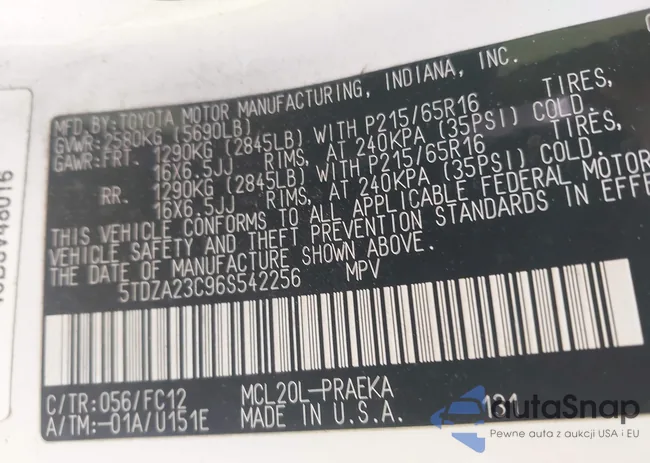 MFD.BY:TOYOTA MOTOR MANUFACTURING, INDIANA, INC.
GVWR:2580KG (5690LB)
GAWR:FRT. 1290KG (2845LB) WITH P215/65R16 TIRES,
16X6.5JJ RIMS, AT 240KPA (35PSI) COLD.
RR. 1290KG (2845LB) WITH P215/65R16 TIRES,
16X6.5JJ RIMS, AT 240KPA (35PSI) COLD.
THIS VEHICLE CONFORMS TO ALL APPLICABLE FEDERAL MOTOR
VEHICLE SAFETY AND THEFT PREVENTION STANDARDS IN EFFE
THE DATE OF MANUFACTURE SHOWN ABOVE.
5TDZA23C96S542256 MPV
C/TR:056/FC12 MCL20L-PRAEKA 181
A/TM:-01A/U151E MADE IN U.S.A.
autaSnap
Pewne auta z aukcji USA i EU